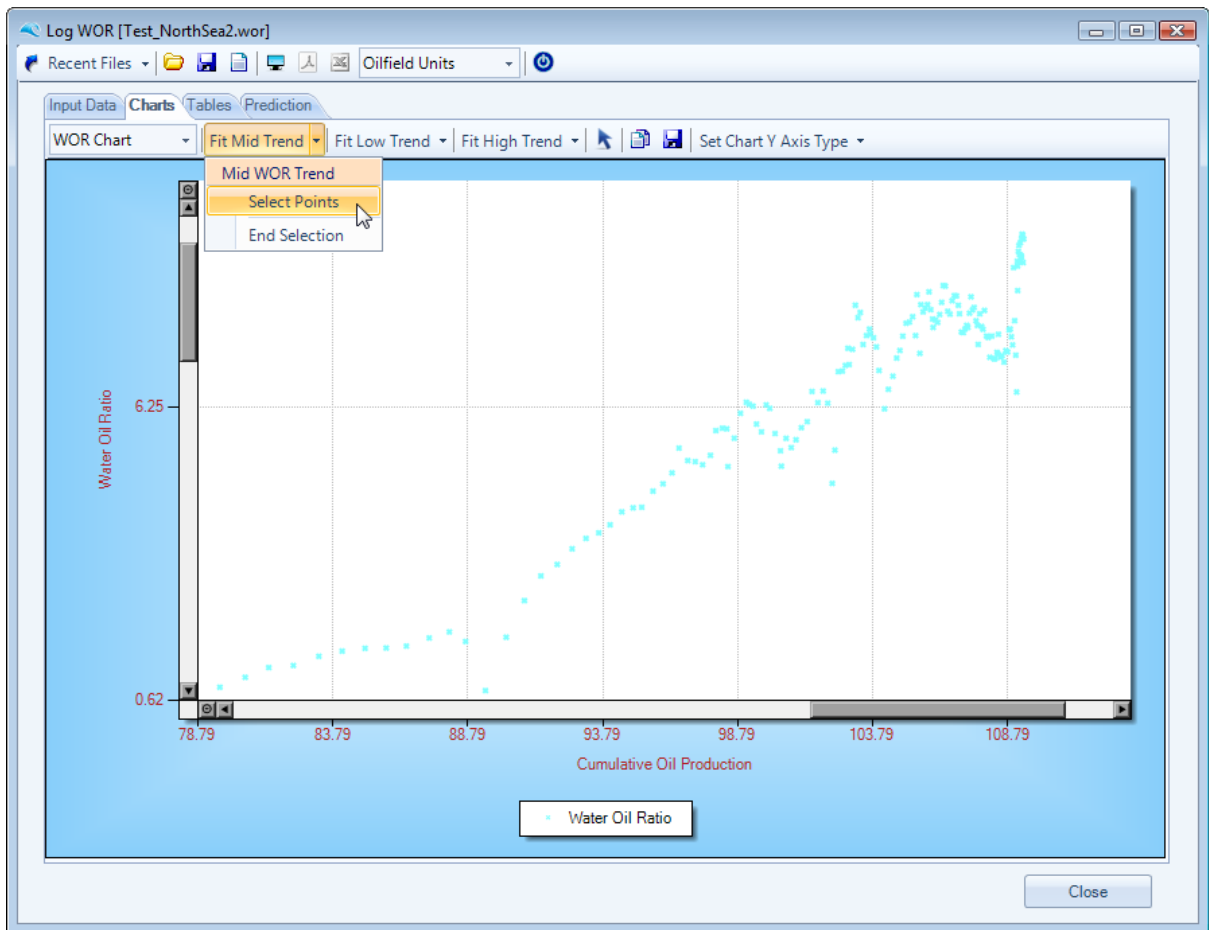 Log WOR [Test_NorthSea2.wor]
Recent Files Oilfield Units
Input Data Charts Tables Prediction
WOR Chart Fit Mid Trend Fit Low Trend Fit High Trend Set Chart Y Axis Type
Mid WOR Trend
Select Points
End Selection
Water Oil Ratio
6.25
0.62
78.79 83.79 88.79 93.79 98.79 103.79 108.79
Cumulative Oil Production
Water Oil Ratio
Close